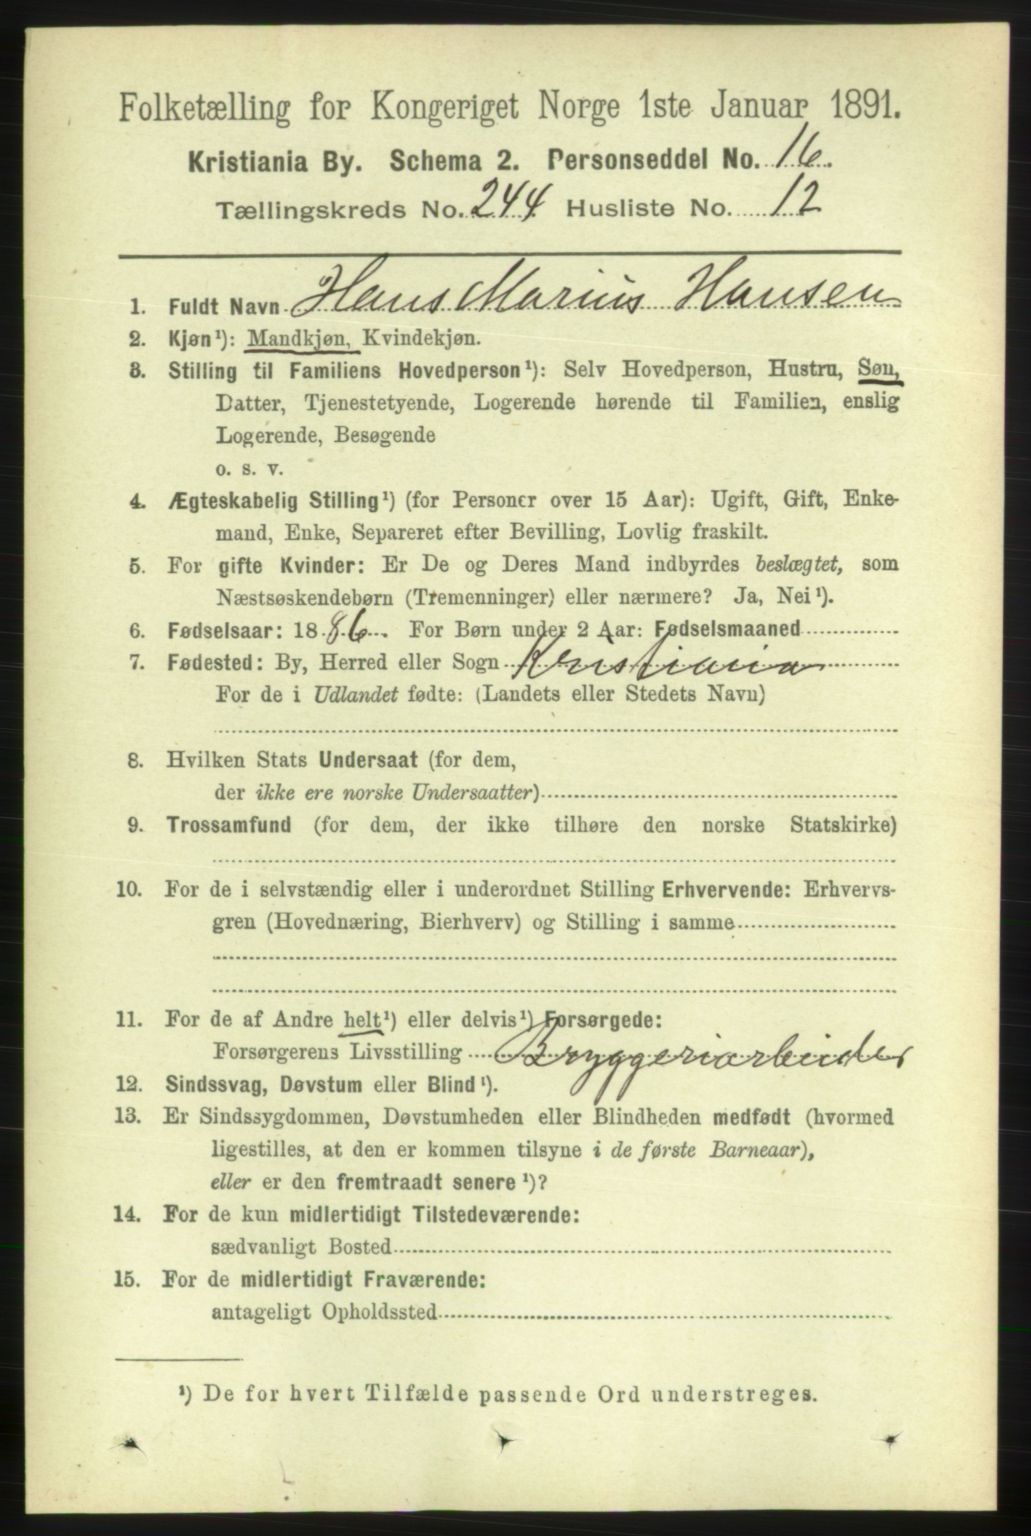 Folketælling for Kongeriget Norge 1ste Januar 1891.
Kristiania By. Schema 2. Personseddel No. 16.
Tællingskreds No. 244 Husliste No. 12
1. Fuldt Navn Hans Marius Hansen
2. Kjøn¹): Mandkjøn, Kvindekjøn.
3. Stilling til Familiens Hovedperson¹): Selv Hovedperson, Hustru, Søn,
Datter, Tjenestetyende, Logerende hørende til Familien, enslig
Logerende, Besøgende
o. s. v.
4. Ægteskabelig Stilling¹) (for Personer over 15 Aar): Ugift, Gift, Enke-
mand, Enke, Separeret efter Bevilling, Lovlig fraskilt.
5. For gifte Kvinder: Er De og Deres Mand indbyrdes beslægtet, som
Næstsøskendebørn (Tremenninger) eller nærmere? Ja, Nei¹).
6. Fødselsaar: 1886. For Børn under 2 Aar: Fødselsmaaned
7. Fødested: By, Herred eller Sogn Kristiania
For de i Udlandet fødte: (Landets eller Stedets Navn)
8. Hvilken Stats Undersaat (for dem,
der ikke ere norske Undersaatter)
9. Trossamfund (for dem, der ikke tilhøre den norske Statskirke)
10. For de i selvstændig eller i underordnet Stilling Erhvervende: Erhvervs-
gren (Hovednæring, Bierhverv) og Stilling i samme
11. For de af Andre helt¹) eller delvis¹) Forsørgede:
Forsørgerens Livsstilling Bryggeriarbeider
12. Sindssvag, Døvstum eller Blind¹).
13. Er Sindssygdommen, Døvstumheden eller Blindheden medfødt (hvormed
ligestilles, at den er kommen tilsyne i de første Barneaar),
eller er den fremtraadt senere¹)?
14. For de kun midlertidigt Tilstedeværende:
sædvanligt Bosted
15. For de midlertidigt Fraværende:
antageligt Opholdssted
¹) De for hvert Tilfælde passende Ord understreges.